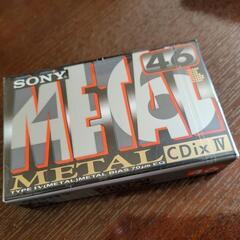 SONY
46
METAL
METAL
CDix IV
TYPE IV(METAL)METAL BIAS 70μs EQ